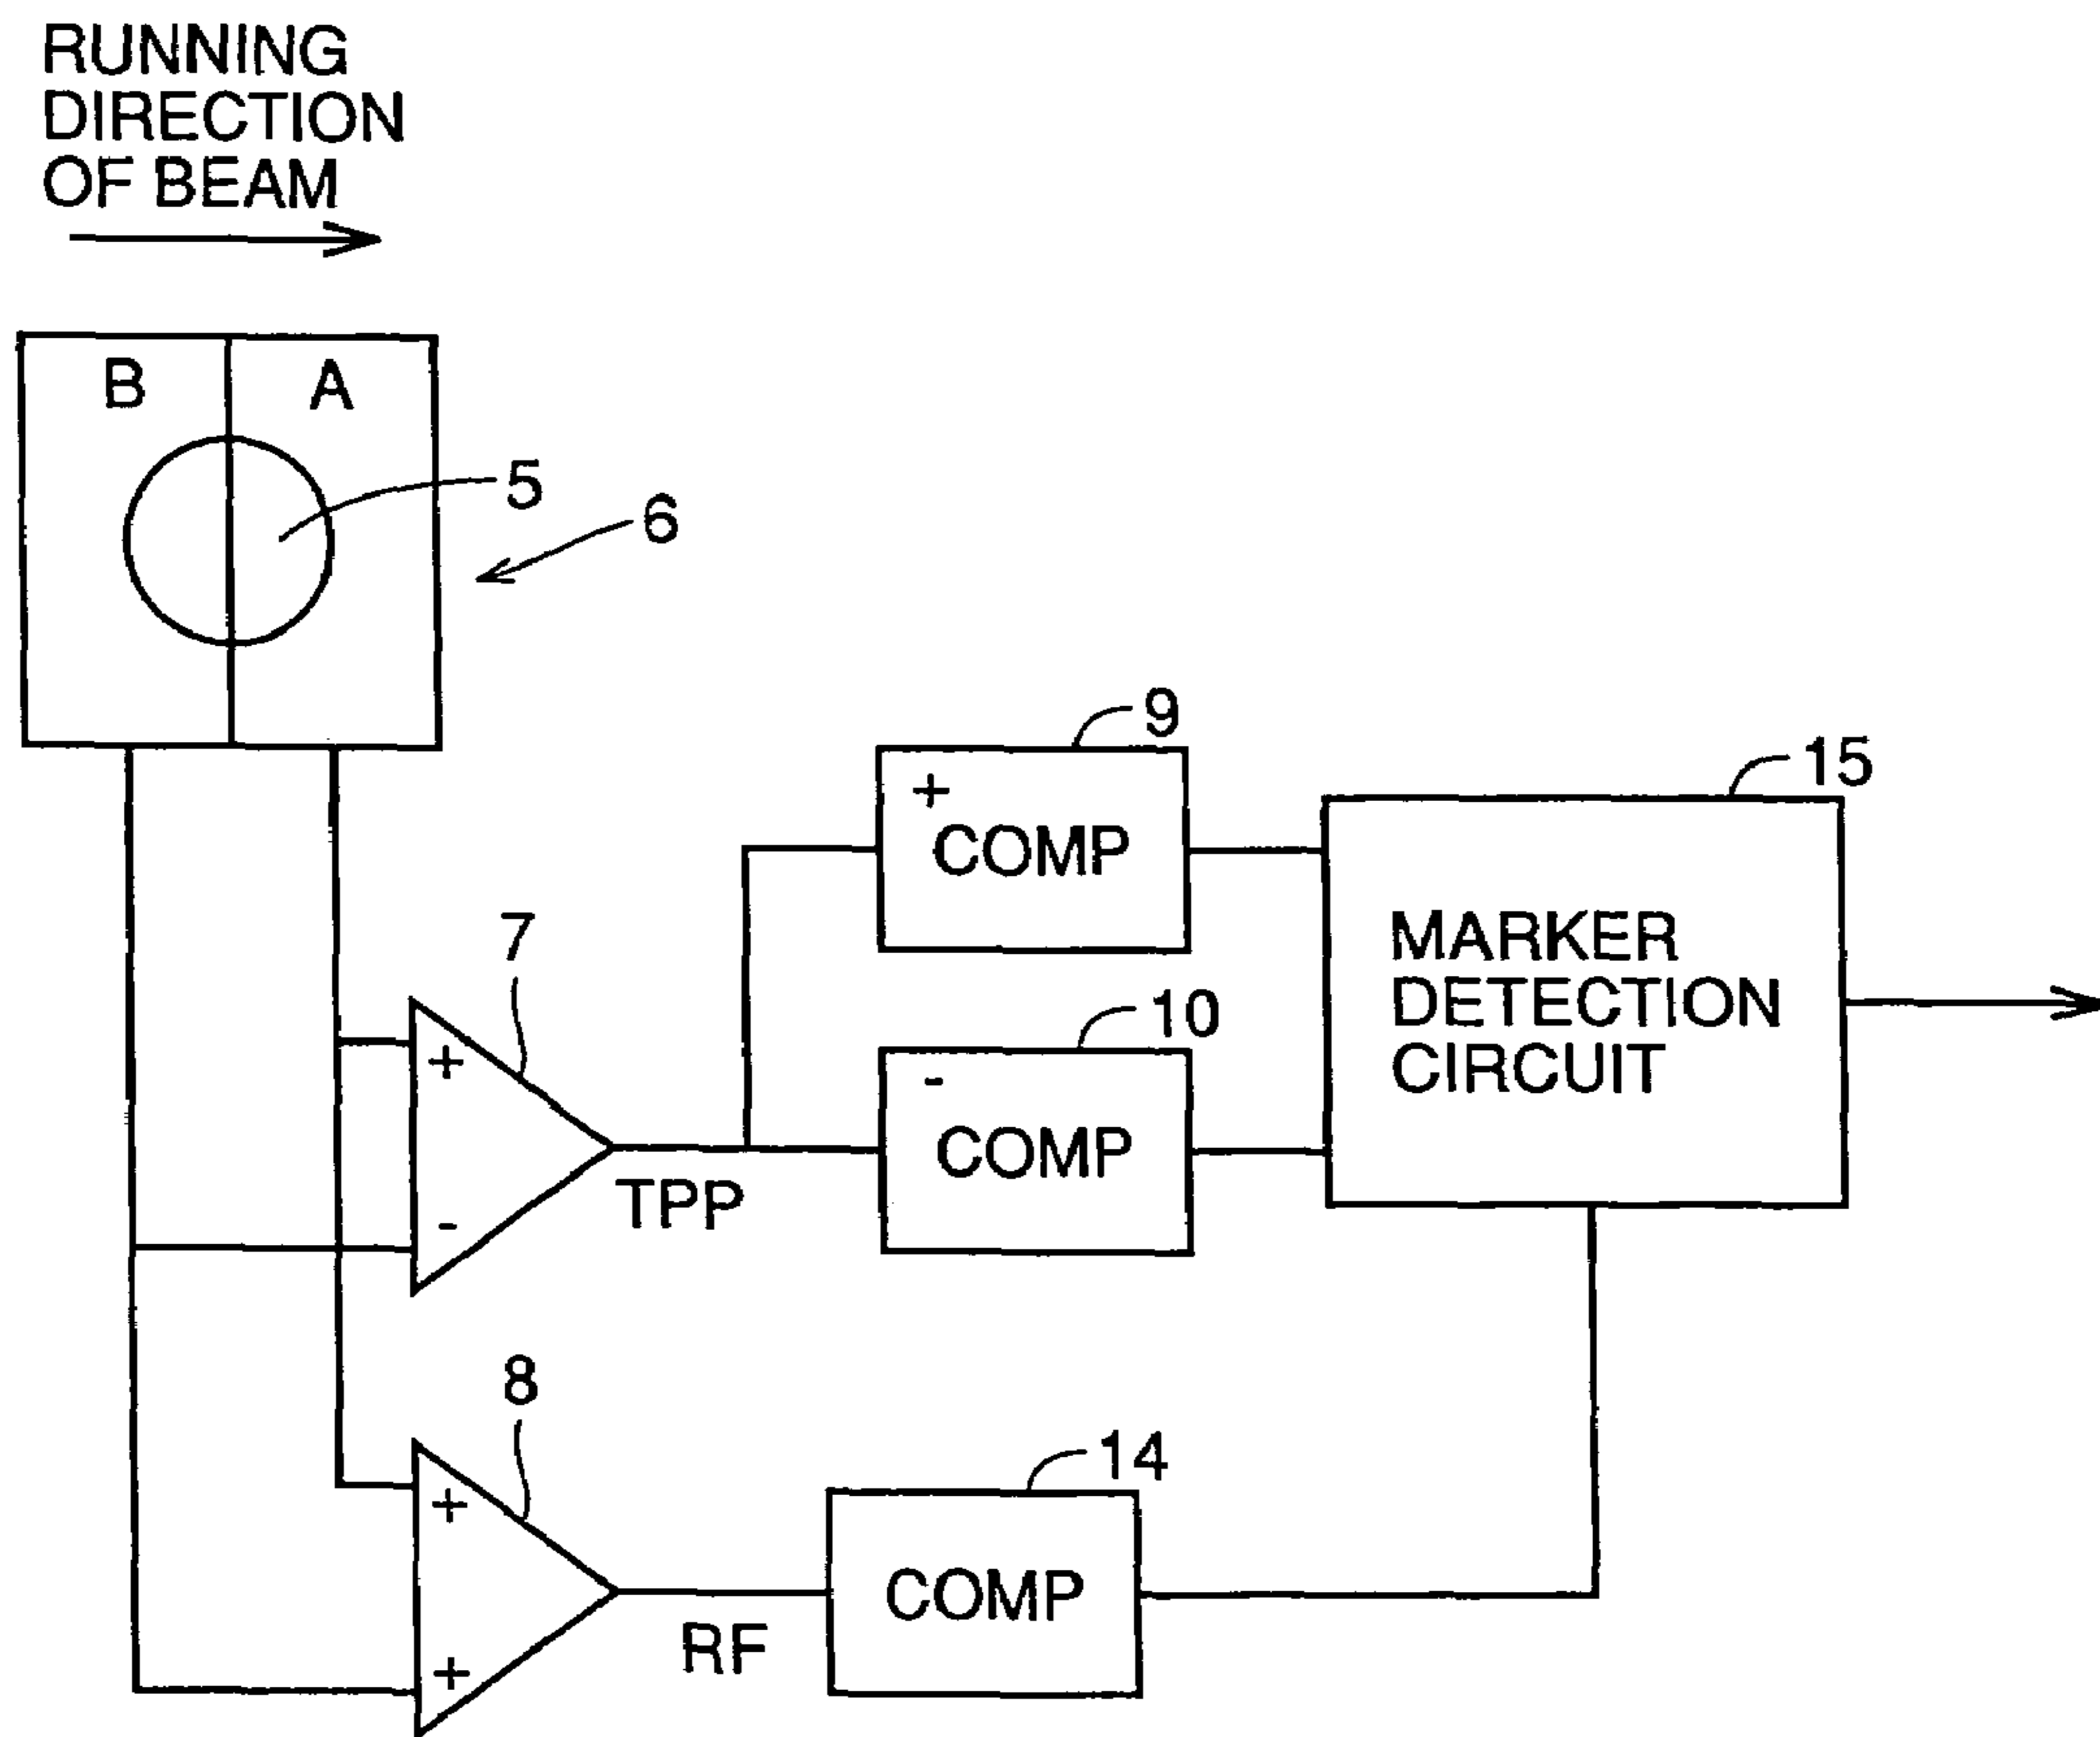 RUNNING
DIRECTION
OF BEAM
B A
5
6
9
+
COMP
15
MARKER
DETECTION
CIRCUIT
7
+
-
TPP
10
-
COMP
8
+
+
RF
14
COMP